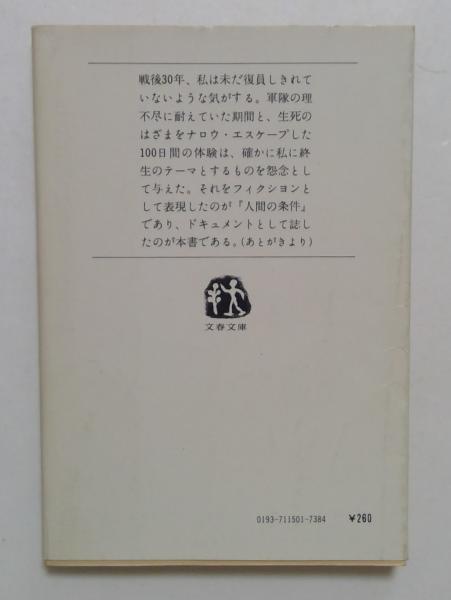 戦後30年、私は未だ復員しきれて
いないような気がする。軍隊の理
不尽に耐えていた期間と、生死の
はざまをナロウ・エスケープした
100日間の体験は、確かに私に終
生のテーマとするものを怨念とし
て与えた。それをフィクションと
して表現したのが『人間の条件』
であり、ドキュメントとして誌し
たのが本書である。(あとがきより)
文春文庫
0193-711501-7384 ¥260